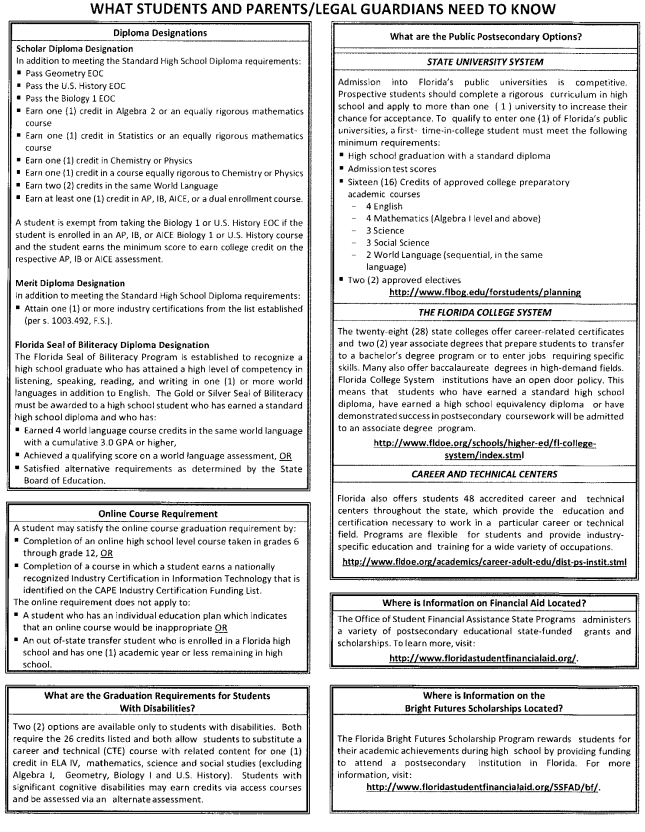 WHAT STUDENTS AND PARENTS/LEGAL GUARDIANS NEED TO KNOW
Diploma Designations
Scholar Diploma Designation
In addition to meeting the Standard High School Diploma requirements:
▪ Pass Geometry EOC
▪ Pass the U.S. History EOC
▪ Pass the Biology 1 EOC
▪ Earn one (1) credit in Algebra 2 or an equally rigorous mathematics
course
▪ Earn one (1) credit in Statistics or an equally rigorous mathematics
course
▪ Earn one (1) credit in Chemistry or Physics
▪ Earn one (1) credit in a course equally rigorous to Chemistry or Physics
▪ Earn two (2) credits in the same World Language
▪ Earn at least one (1) credit in AP, IB, AICE, or a dual enrollment course.
A student is exempt from taking the Biology 1 or U.S. History EOC if the
student is enrolled in an AP, IB, or AICE Biology 1 or U.S. History course
and the student earns the minimum score to earn college credit on the
respective AP, IB or AICE assessment.
Merit Diploma Designation
In addition to meeting the Standard High School Diploma requirements:
▪ Attain one (1) or more industry certifications from the list established
(per s. 1003.492, F.S.).
Florida Seal of Biliteracy Diploma Designation
The Florida Seal of Biliteracy Program is established to recognize a
high school graduate who has attained a high level of competency in
listening, speaking, reading, and writing in one (1) or more world
languages in addition to English. The Gold or Silver Seal of Biliteracy
must be awarded to a high school student who has earned a standard
high school diploma and who has:
▪ Earned 4 world language course credits in the same world language
with a cumulative 3.0 GPA or higher,
▪ Achieved a qualifying score on a world language assessment, OR
▪ Satisfied alternative requirements as determined by the State
Board of Education.
Online Course Requirement
A student may satisfy the online course graduation requirement by:
▪ Completion of an online high school level course taken in grades 6
through grade 12, OR
▪ Completion of a course in which a student earns a nationally
recognized Industry Certification in Information Technology that is
identified on the CAPE Industry Certification Funding List.
The online requirement does not apply to:
▪ A student who has an individual education plan which indicates
that an online course would be inappropriate OR
▪ An out of-state transfer student who is enrolled in a Florida high
school and has one (1) academic year or less remaining in high
school.
What are the Graduation Requirements for Students
With Disabilities?
Two (2) options are available only to students with disabilities. Both
require the 26 credits listed and both allow students to substitute a
career and technical (CTE) course with related content for one (1)
credit in ELA IV, mathematics, science and social studies (excluding
Algebra I, Geometry, Biology I and U.S. History). Students with
significant cognitive disabilities may earn credits via access courses
and be assessed via an alternate assessment.
What are the Public Postsecondary Options?
STATE UNIVERSITY SYSTEM
Admission into Florida's public universities is competitive.
Prospective students should complete a rigorous curriculum in high
school and apply to more than one ( 1 ) university to increase their
chance for acceptance. To qualify to enter one (1) of Florida's public
universities, a first- time-in-college student must meet the following
minimum requirements:
▪ High school graduation with a standard diploma
▪ Admission test scores
▪ Sixteen (16) Credits of approved college preparatory
academic courses
– 4 English
– 4 Mathematics (Algebra I level and above)
– 3 Science
– 3 Social Science
– 2 World Language (sequential, in the same
language)
▪ Two (2) approved electives
http://www.flbog.edu/forstudents/planning
THE FLORIDA COLLEGE SYSTEM
The twenty-eight (28) state colleges offer career-related certificates
and two (2) year associate degrees that prepare students to transfer
to a bachelor's degree program or to enter jobs requiring specific
skills. Many also offer baccalaureate degrees in high-demand fields.
Florida College System institutions have an open door policy. This
means that students who have earned a standard high school
diploma, have earned a high school equivalency diploma or have
demonstrated success in postsecondary coursework will be admitted
to an associate degree program.
http://www.fldoe.org/schools/higher-ed/fl-college-
system/index.stml
CAREER AND TECHNICAL CENTERS
Florida also offers students 48 accredited career and technical
centers throughout the state, which provide the education and
certification necessary to work in a particular career or technical
field. Programs are flexible for students and provide industry-
specific education and training for a wide variety of occupations.
http://www.fldoe.org/academics/career-adult-edu/dist-ps-instit.stml
Where is Information on Financial Aid Located?
The Office of Student Financial Assistance State Programs administers
a variety of postsecondary educational state-funded grants and
scholarships. To learn more, visit:
http://www.floridastudentfinancialaid.org/.
Where is Information on the
Bright Futures Scholarships Located?
The Florida Bright Futures Scholarship Program rewards students for
their academic achievements during high school by providing funding
to attend a postsecondary institution in Florida. For more
information, visit:
http://www.floridastudentfinancialaid.org/SSFAD/bf/.